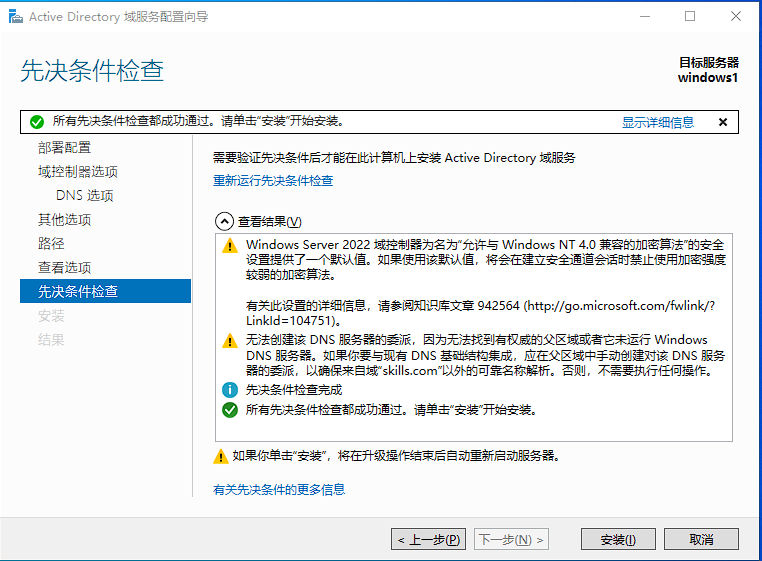 Active Directory 域服务配置向导
先决条件检查
目标服务器
windows1
所有先决条件检查都成功通过。请单击"安装"开始安装。
显示详细信息
部署配置
域控制器选项
DNS 选项
其他选项
路径
查看选项
先决条件检查
安装
结果
需要验证先决条件后才能在此计算机上安装 Active Directory 域服务
重新运行先决条件检查
查看结果(V)
Windows Server 2022 域控制器为名为"允许与 Windows NT 4.0 兼容的加密算法"的安全
设置提供了一个默认值。如果使用该默认值，将会在建立安全通道会话时禁止使用加密强度
较弱的加密算法。
有关此设置的详细信息，请参阅知识库文章 942564 (http://go.microsoft.com/fwlink/?
LinkId=104751)。
无法创建该 DNS 服务器的委派，因为无法找到有权威的父区域或者它未运行 Windows
DNS 服务器。如果你要与现有 DNS 基础结构集成，应在父区域中手动创建对该 DNS 服务
器的委派，以确保来自域"skills.com"以外的可靠名称解析。否则，不需要执行任何操作。
先决条件检查完成
所有先决条件检查都成功通过。请单击"安装"开始安装。
如果你单击"安装"，将在升级操作结束后自动重新启动服务器。
有关先决条件的更多信息
< 上一步(P)
下一步(N) >
安装(I)
取消